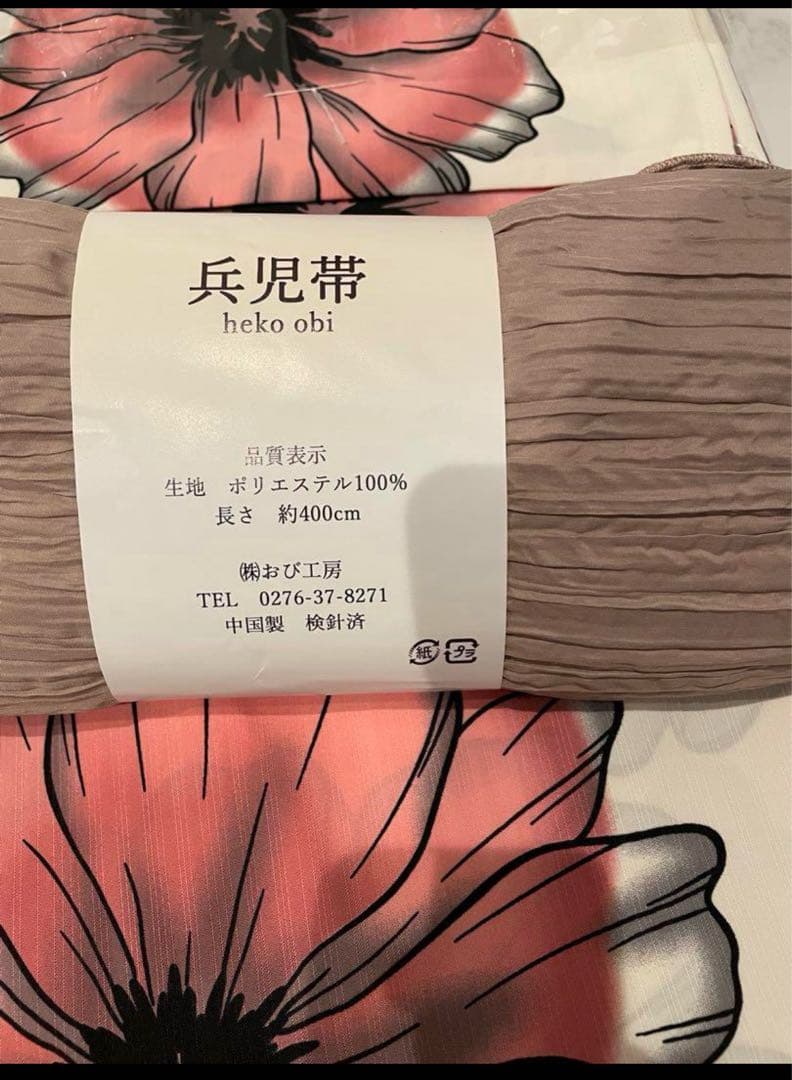 兵児帯
heko obi
品質表示
生地　ポリエステル100%
長さ　約400cm
㈱おび工房
TEL　0276-37-8271
中国製　検針済
紙 プラ